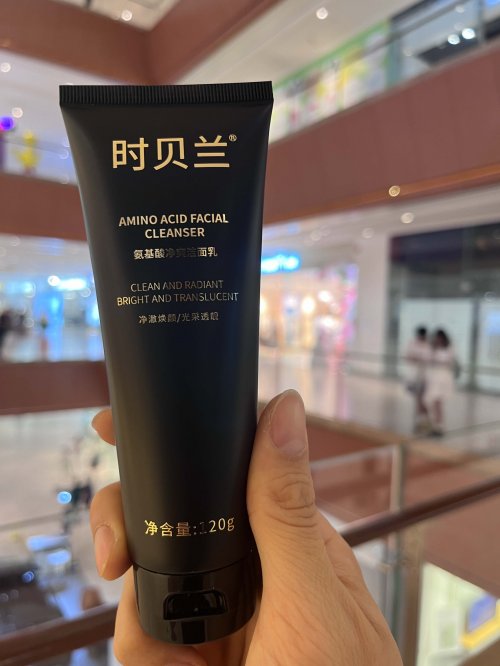 时贝兰®
AMINO ACID FACIAL
CLEANSER
氨基酸净爽洁面乳
CLEAN AND RADIANT
BRIGHT AND TRANSLUCENT
净澈焕颜/光采透靓
净含量:120g